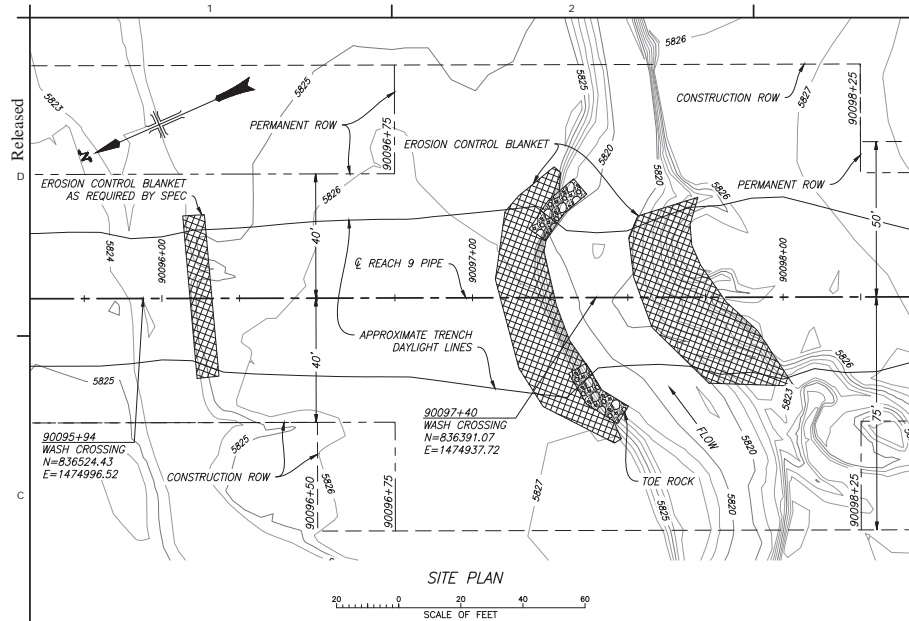 1
2
Released
D
C
5823
5825
5825
5826
5820
5820
5827
N
PERMANENT ROW
90096+75
CONSTRUCTION ROW
90098+25
EROSION CONTROL BLANKET
PERMANENT ROW
EROSION CONTROL BLANKET
AS REQUIRED BY SPEC
5826
40'
50'
5824
90096+00
℄ REACH 9 PIPE
90097+00
90098+00
APPROXIMATE TRENCH
DAYLIGHT LINES
40'
5825
5823
90097+40
WASH CROSSING
N=836391.07
E=1474937.72
FLOW
75'
90095+94
WASH CROSSING
N=836524.43
E=1474996.52
5825
CONSTRUCTION ROW
5826
90096+50
90096+75
5827
TOE ROCK
5820
5820
5825
90098+25
SITE PLAN
20 0 20 40 60
SCALE OF FEET